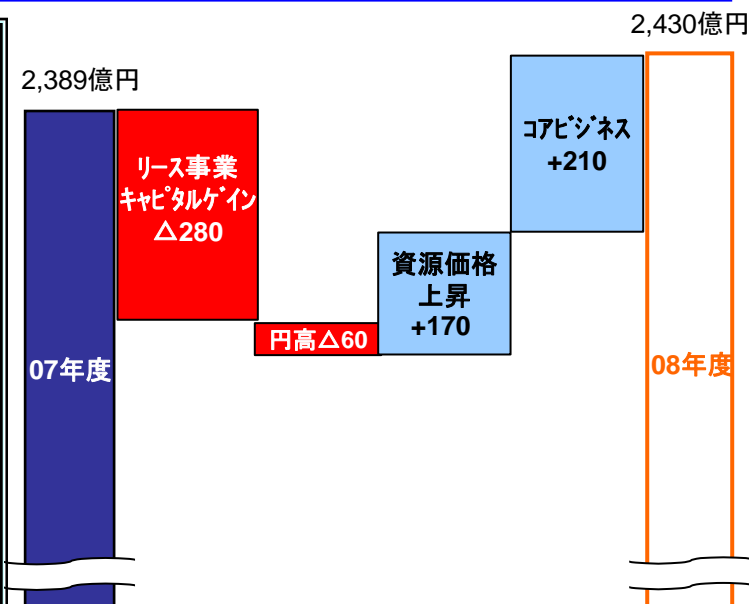 2,430億円
2,389億円
コアビジネス
+210
リース事業
キャピタルゲイン
△280
資源価格
上昇
+170
円高△60
07年度
08年度